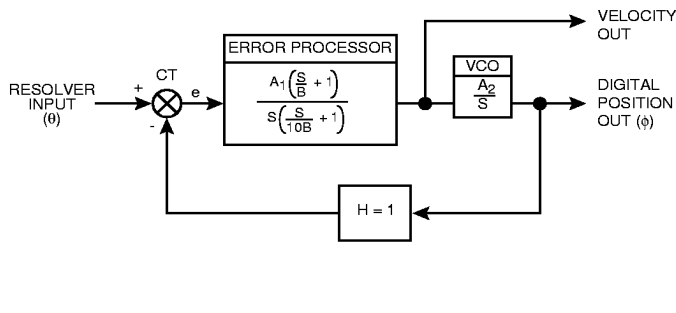 VELOCITY
OUT
ERROR PROCESSOR
VCO
CT
RESOLVER
INPUT
(θ)
+
-
e
A1(S/B + 1)
S(S/10B + 1)
A2
S
DIGITAL
POSITION
OUT (ϕ)
H = 1